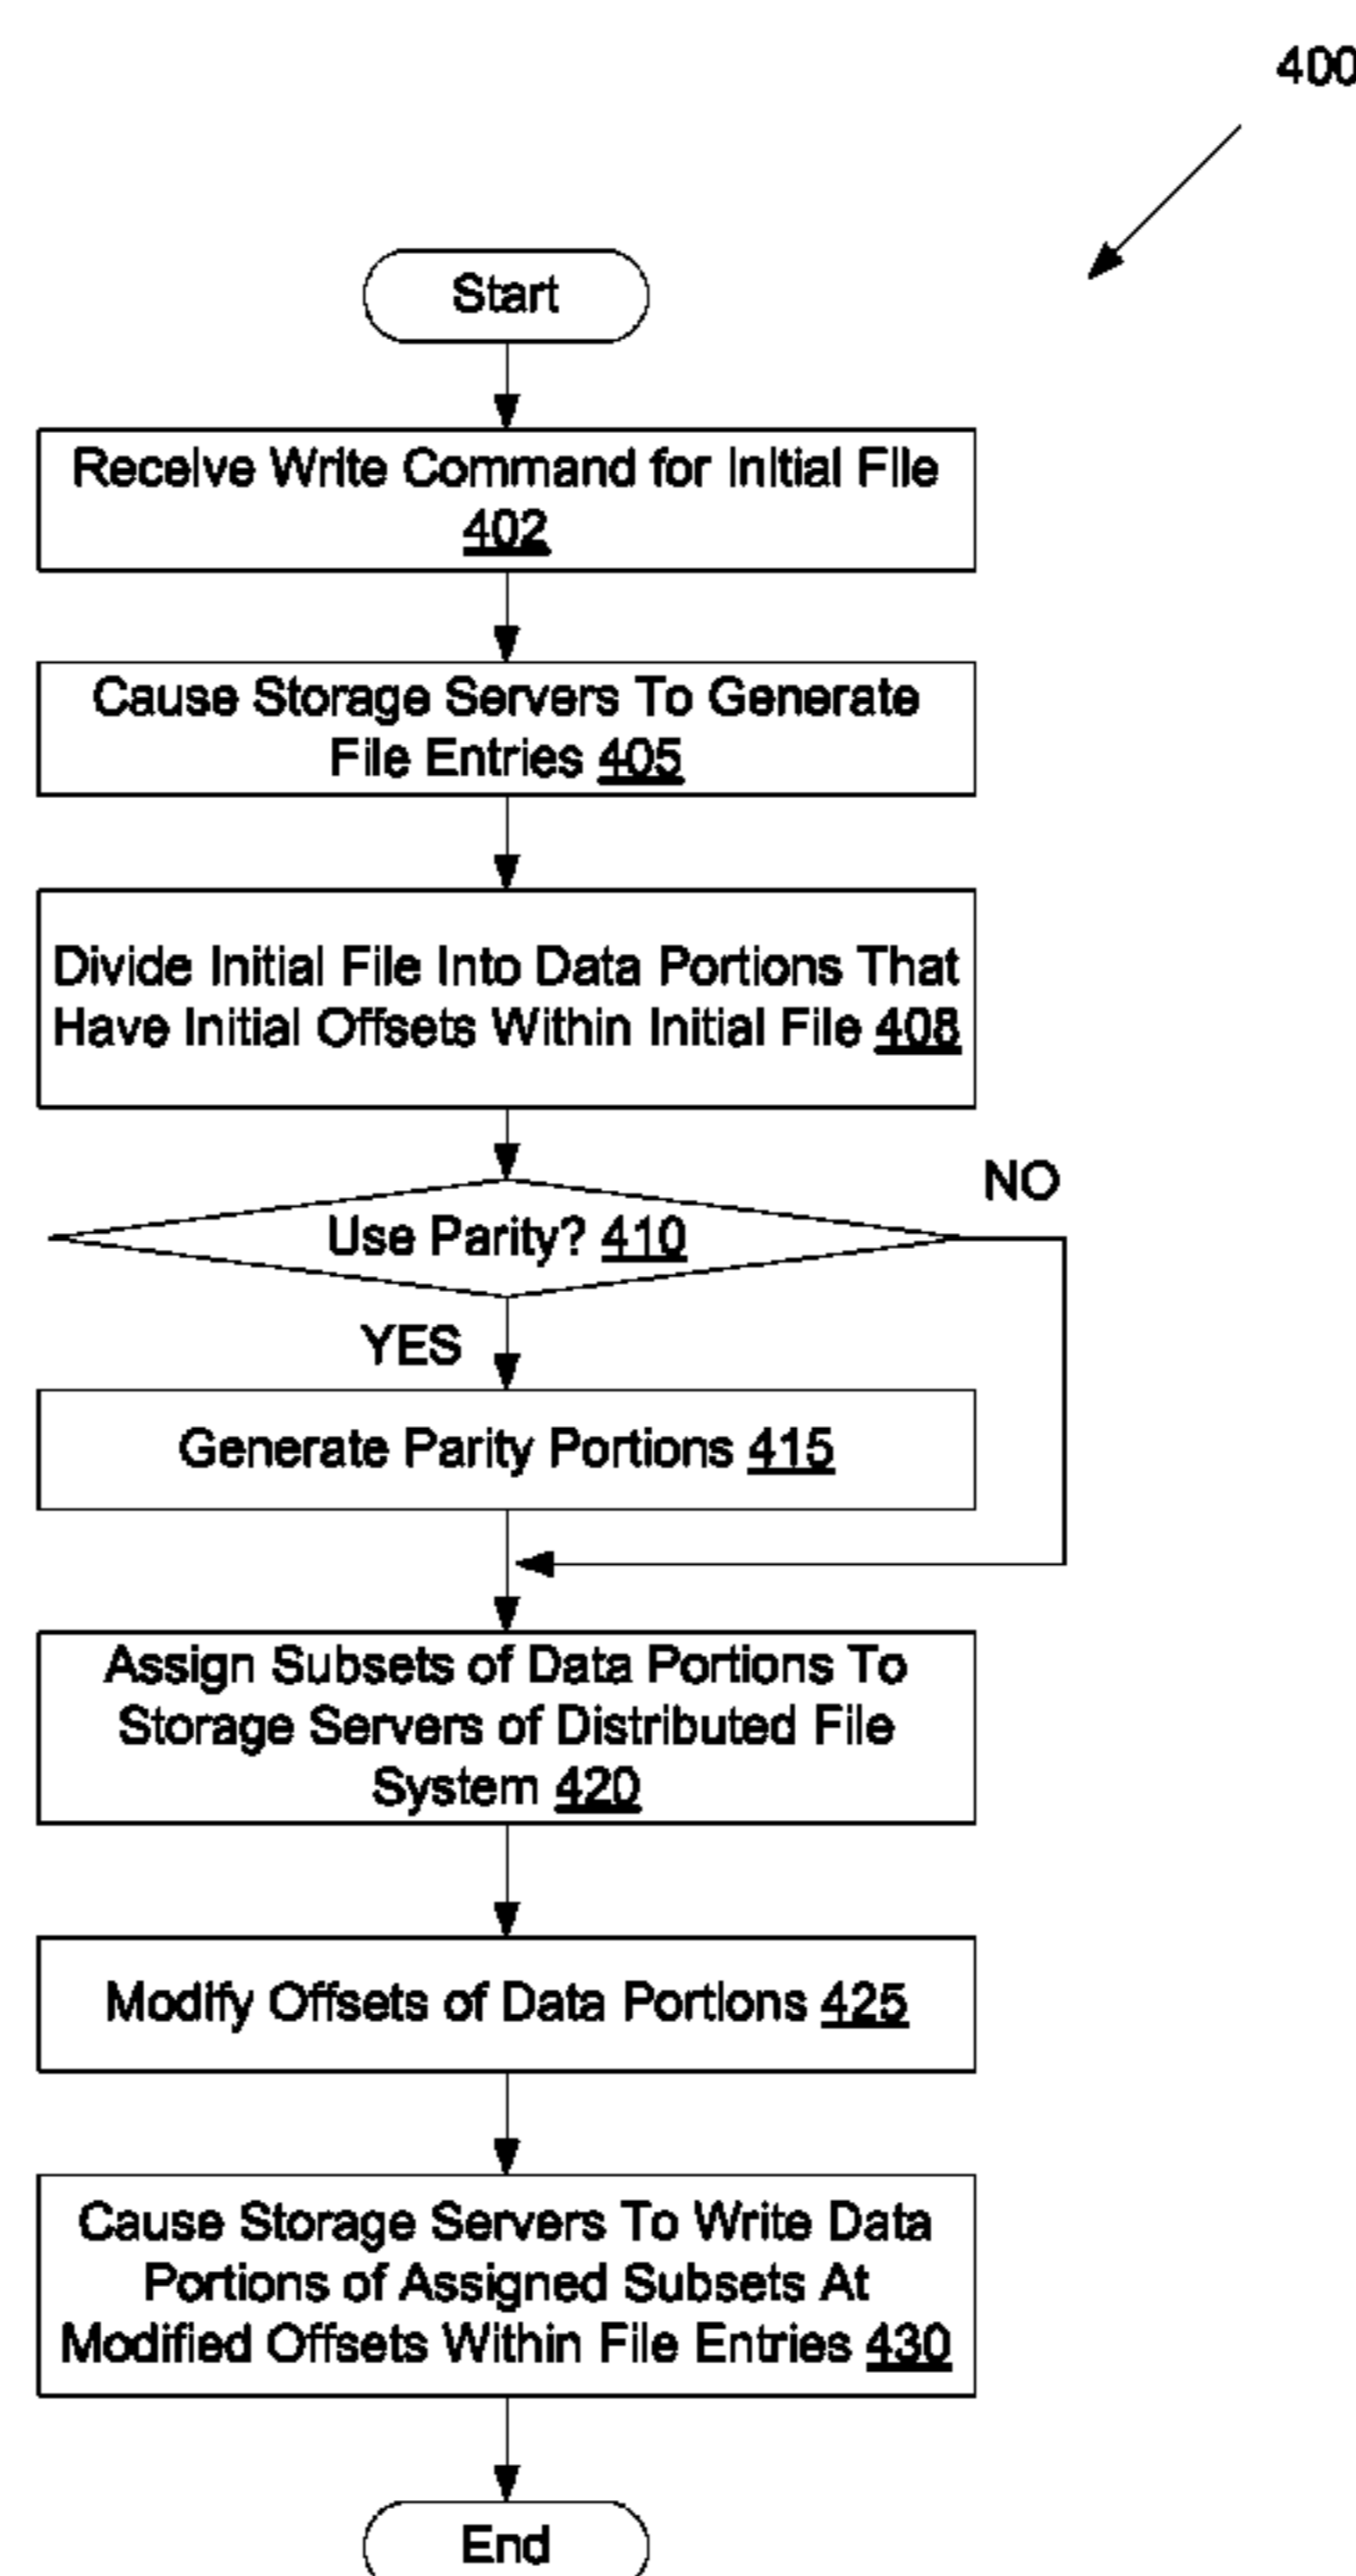 400
Start
Receive Write Command for Initial File
402
Cause Storage Servers To Generate
File Entries 405
Divide Initial File Into Data Portions That
Have Initial Offsets Within Initial File 408
Use Parity? 410
NO
YES
Generate Parity Portions 415
Assign Subsets of Data Portions To
Storage Servers of Distributed File
System 420
Modify Offsets of Data Portions 425
Cause Storage Servers To Write Data
Portions of Assigned Subsets At
Modified Offsets Within File Entries 430
End